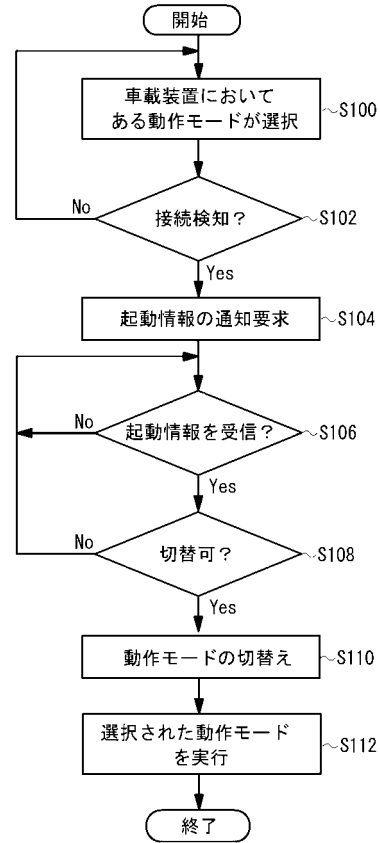 開始
車載装置において
ある動作モードが選択
S100
接続検知？
S102
No
Yes
起動情報の通知要求
S104
起動情報を受信？
S106
No
Yes
切替可？
S108
No
Yes
動作モードの切替え
S110
選択された動作モード
を実行
S112
終了